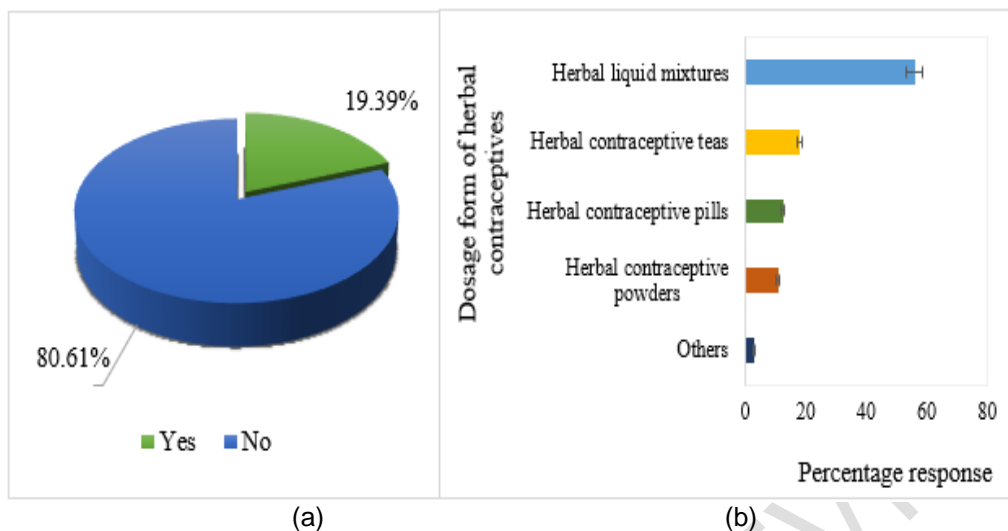 19.39%
80.61%
Yes No
(a)
Dosage form of herbal
contraceptives
Herbal liquid mixtures
Herbal contraceptive teas
Herbal contraceptive pills
Herbal contraceptive
powders
Others
0 20 40 60 80
Percentage response
(b)